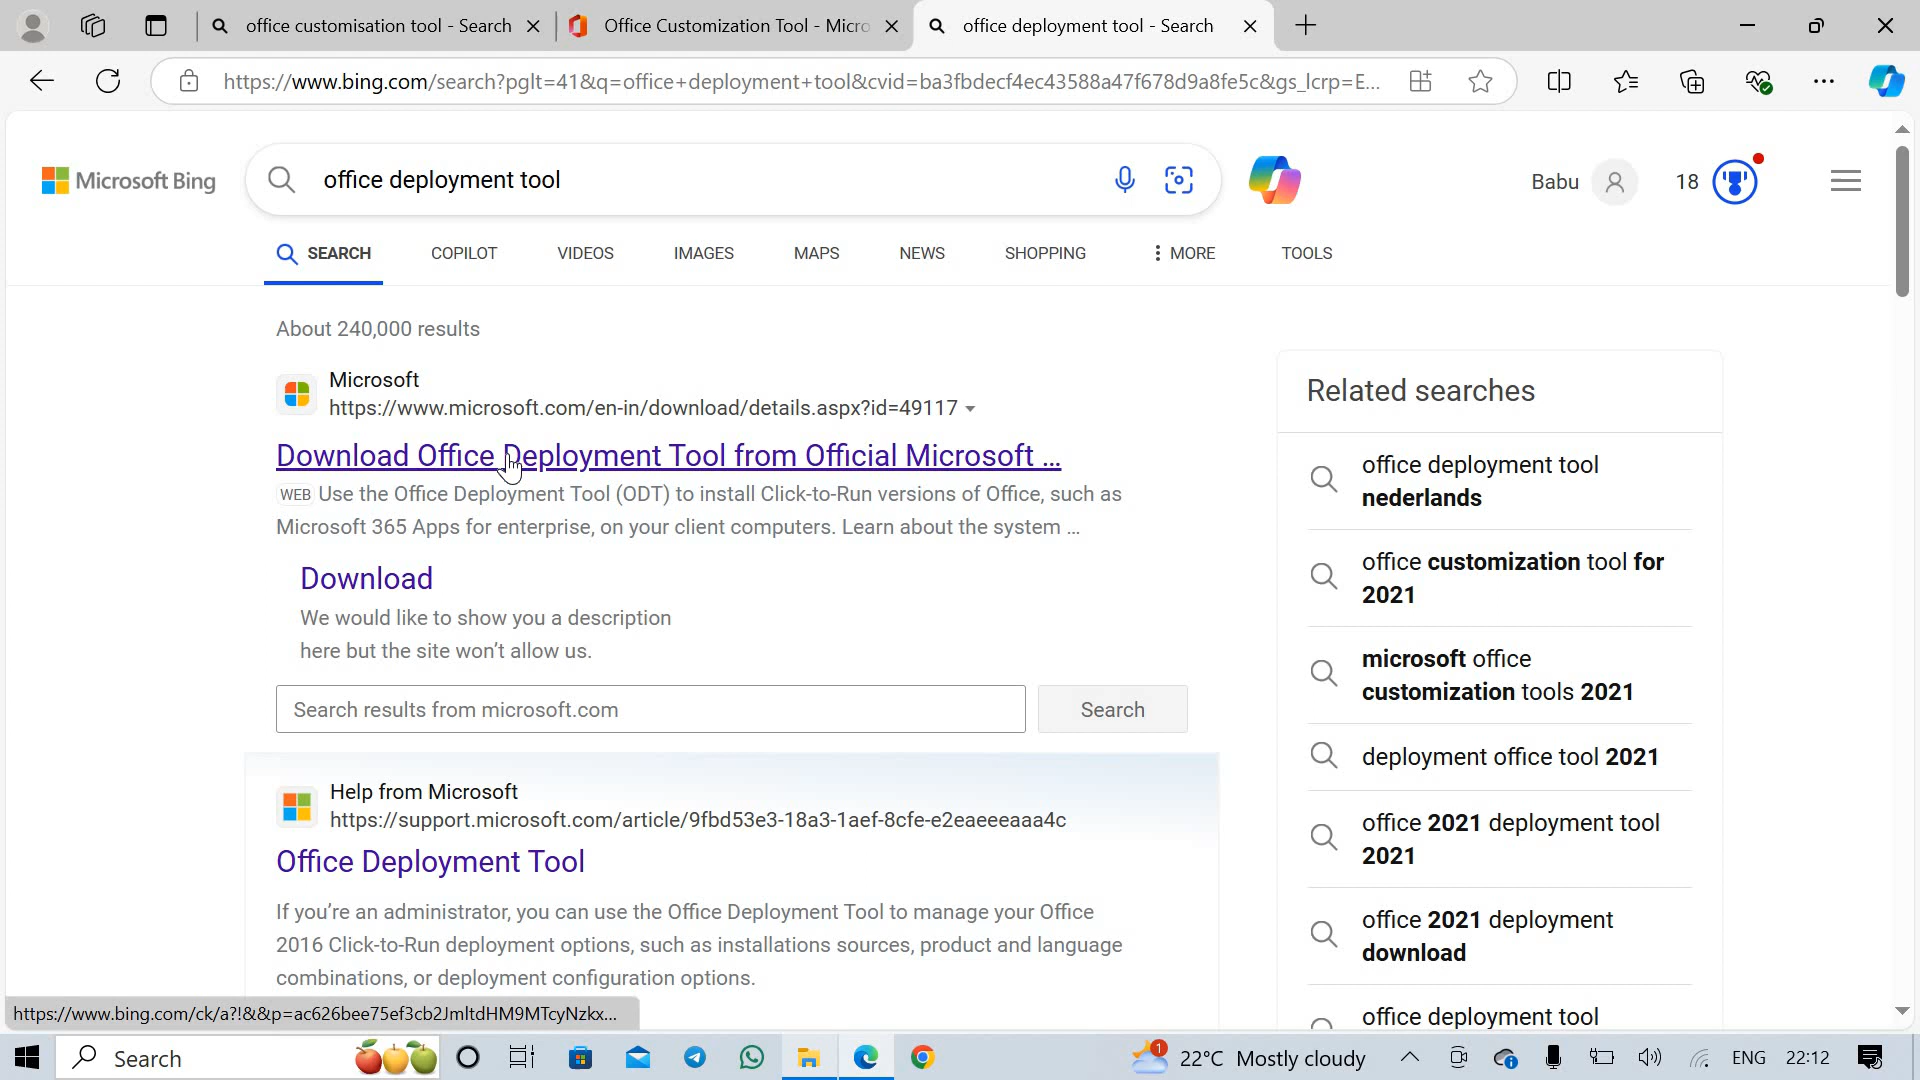 office customisation tool - Search
Office Customization Tool - Micro
office deployment tool - Search
https://www.bing.com/search?pglt=41&q=office+deployment+tool&cvid=ba3fbdecf4ec43588a47f678d9a8fe5c&gs_lcrp=E...
Microsoft Bing
office deployment tool
Babu
18
SEARCH
COPILOT
VIDEOS
IMAGES
MAPS
NEWS
SHOPPING
MORE
TOOLS
About 240,000 results
Microsoft
https://www.microsoft.com/en-in/download/details.aspx?id=49117
Download Office Deployment Tool from Official Microsoft ...
WEB Use the Office Deployment Tool (ODT) to install Click-to-Run versions of Office, such as
Microsoft 365 Apps for enterprise, on your client computers. Learn about the system ...
Download
We would like to show you a description
here but the site won't allow us.
Search results from microsoft.com
Search
Help from Microsoft
https://support.microsoft.com/article/9fbd53e3-18a3-1aef-8cfe-e2eaeeeaaa4c
Office Deployment Tool
If you're an administrator, you can use the Office Deployment Tool to manage your Office
2016 Click-to-Run deployment options, such as installations sources, product and language
combinations, or deployment configuration options.
Related searches
office deployment tool
nederlands
office customization tool for
2021
microsoft office
customization tools 2021
deployment office tool 2021
office 2021 deployment tool
2021
office 2021 deployment
download
office deployment tool
https://www.bing.com/ck/a?!&&p=ac626bee75ef3cb2JmltdHM9MTcyNzkx...
Search
1
22°C Mostly cloudy
ENG
22:12